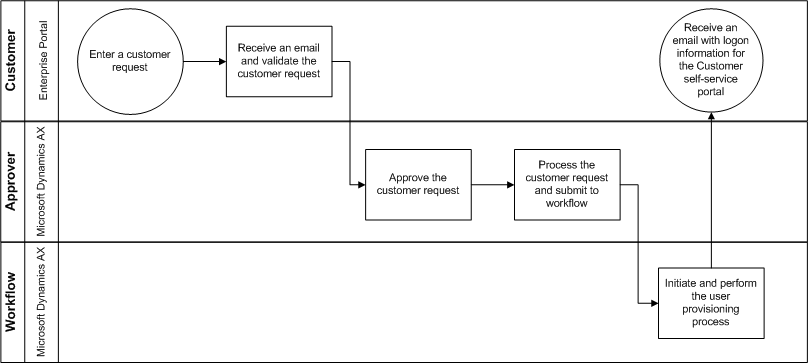 Customer
Enterprise Portal
Enter a customer
request
Receive an email
and validate the
customer request
Receive an
email with logon
information for
the Customer
self-service
portal
Approver
Microsoft Dynamics AX
Approve the
customer request
Process the
customer request
and submit to
workflow
Workflow
Microsoft Dynamics AX
Initiate and perform
the user
provisioning
process